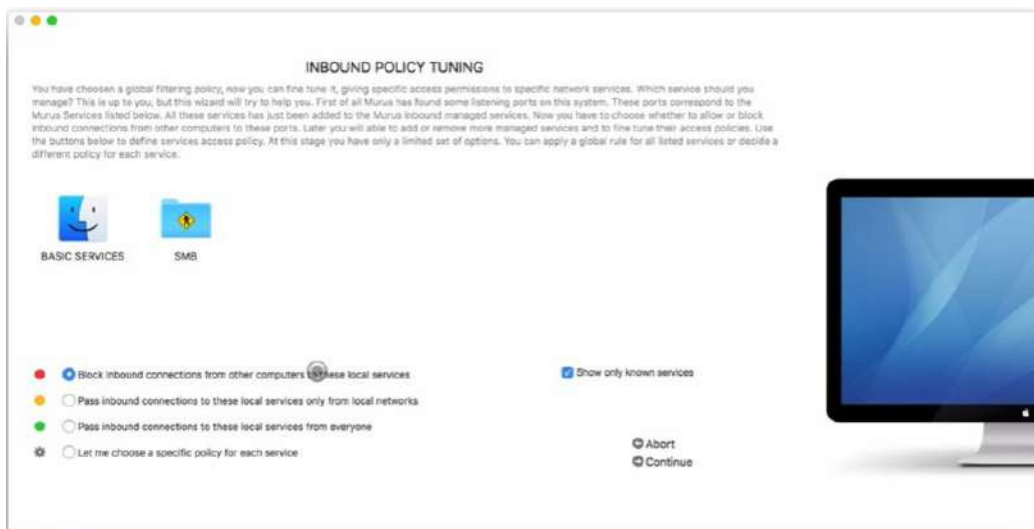 INBOUND POLICY TUNING
You have choosen a global filtering policy, now you can fine tune it, giving specific access permissions to specific network services. Which service should you
manage? This is up to you, but this wizard will try to help you. First of all Murus has found some listening ports on this system. These ports correspond to the
Murus Services listed below. All these services has just been added to the Murus inbound managed services. Now you have to choose whether to allow or block
inbound connections from other computers to these ports. Later you will able to add or remove more managed services and to fine tune their access policies. Use
the buttons below to define services access policy. At this stage you have only a limited set of options. You can apply a global rule for all listed services or decide a
different policy for each service.
BASIC SERVICES
SMB
Block inbound connections from other computers to these local services
Show only known services
Pass inbound connections to these local services only from local networks
Pass inbound connections to these local services from everyone
Let me choose a specific policy for each service
Abort
Continue